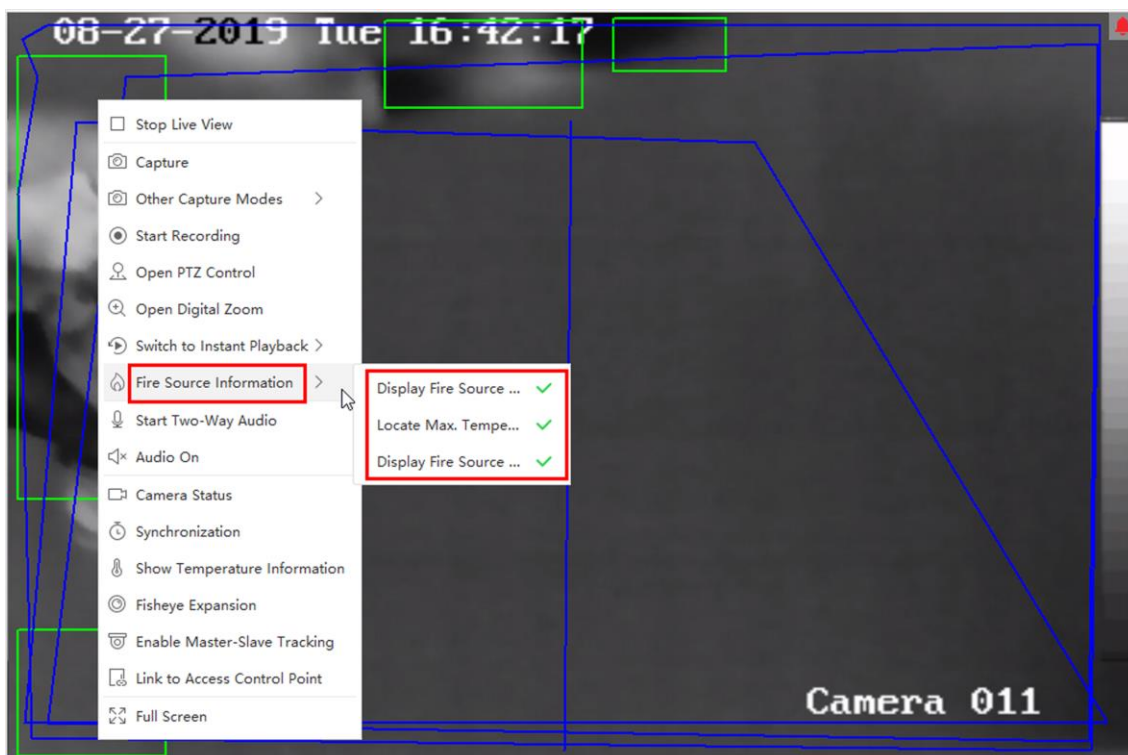 08-27-2019 Tue 16:42:17
Stop Live View
Capture
Other Capture Modes
Start Recording
Open PTZ Control
Open Digital Zoom
Switch to Instant Playback
Fire Source Information
Display Fire Source ...
Locate Max. Tempe...
Display Fire Source ...
Start Two-Way Audio
Audio On
Camera Status
Synchronization
Show Temperature Information
Fisheye Expansion
Enable Master-Slave Tracking
Link to Access Control Point
Full Screen
Camera 011